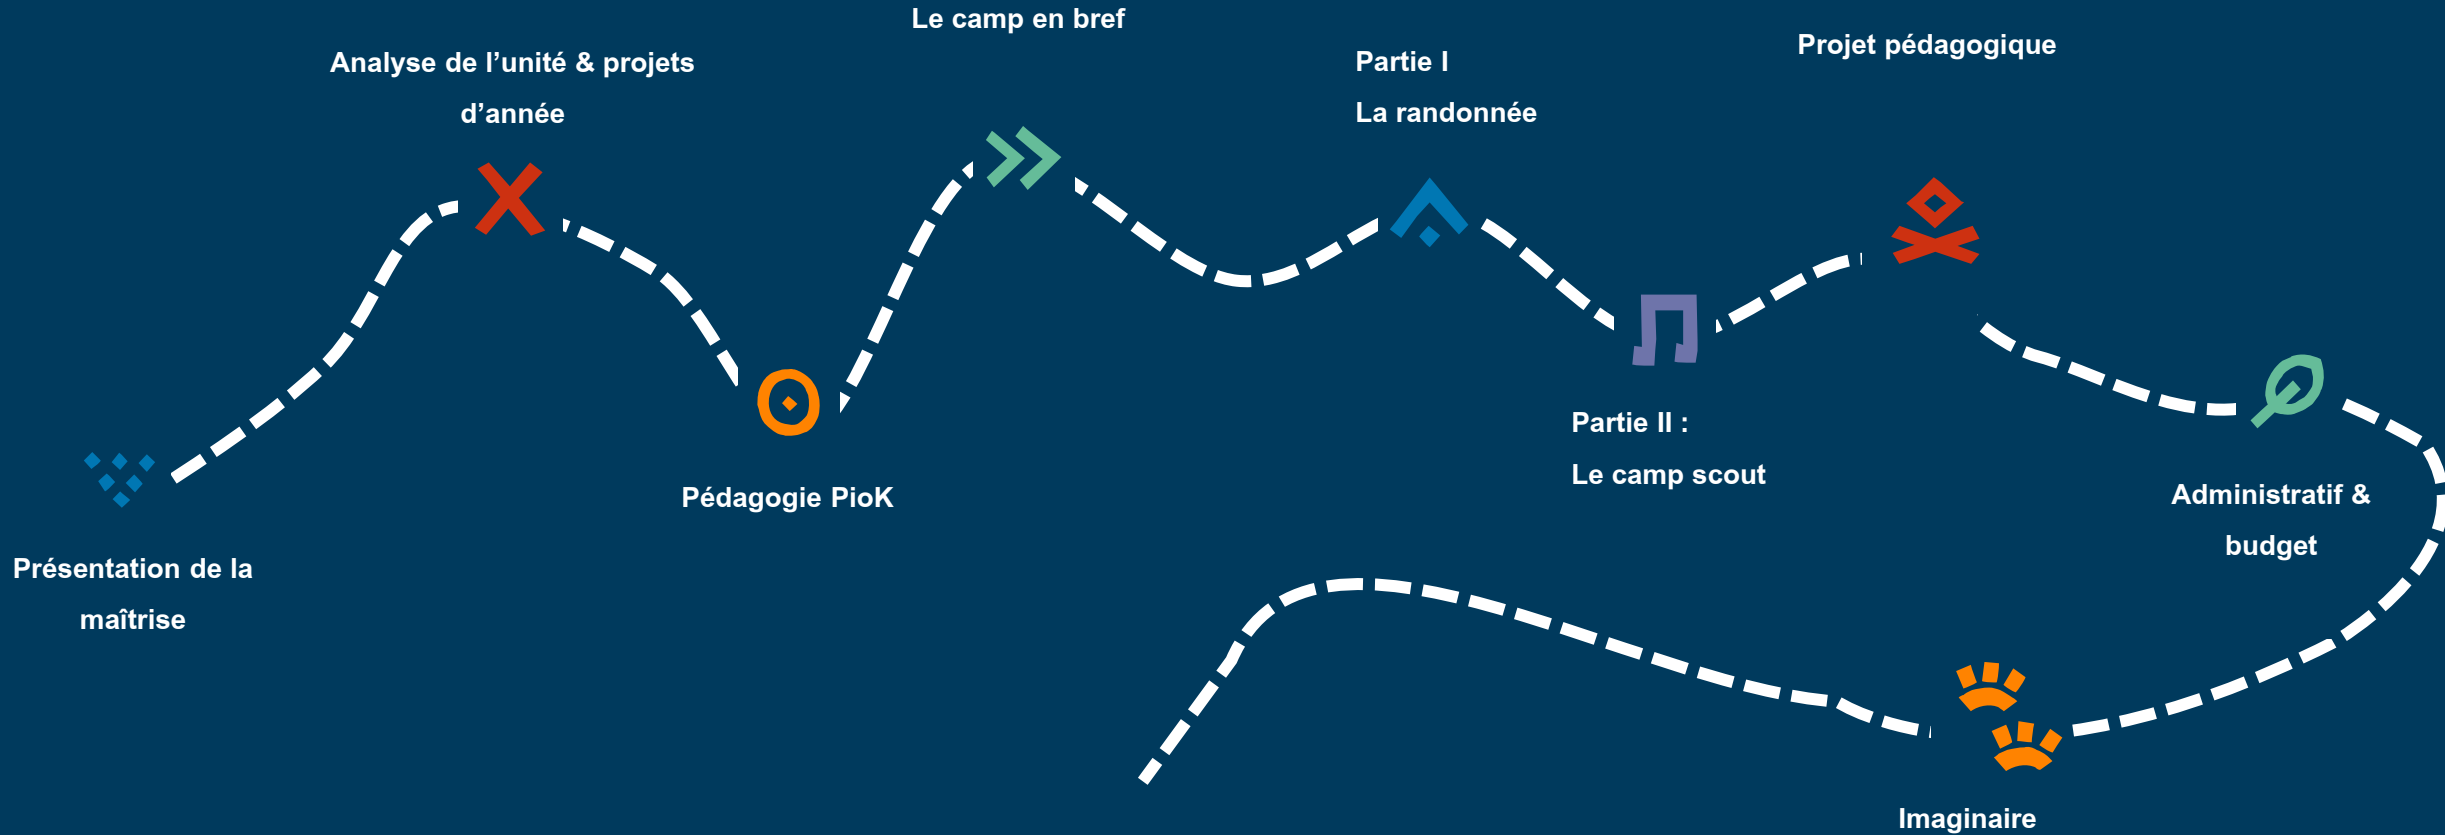 Présentation de la
maîtrise
Analyse de l’unité & projets
d’année
Pédagogie PioK
Le camp en bref
Partie I
La randonnée
Partie II :
Le camp scout
Projet pédagogique
Administratif &
budget
Imaginaire